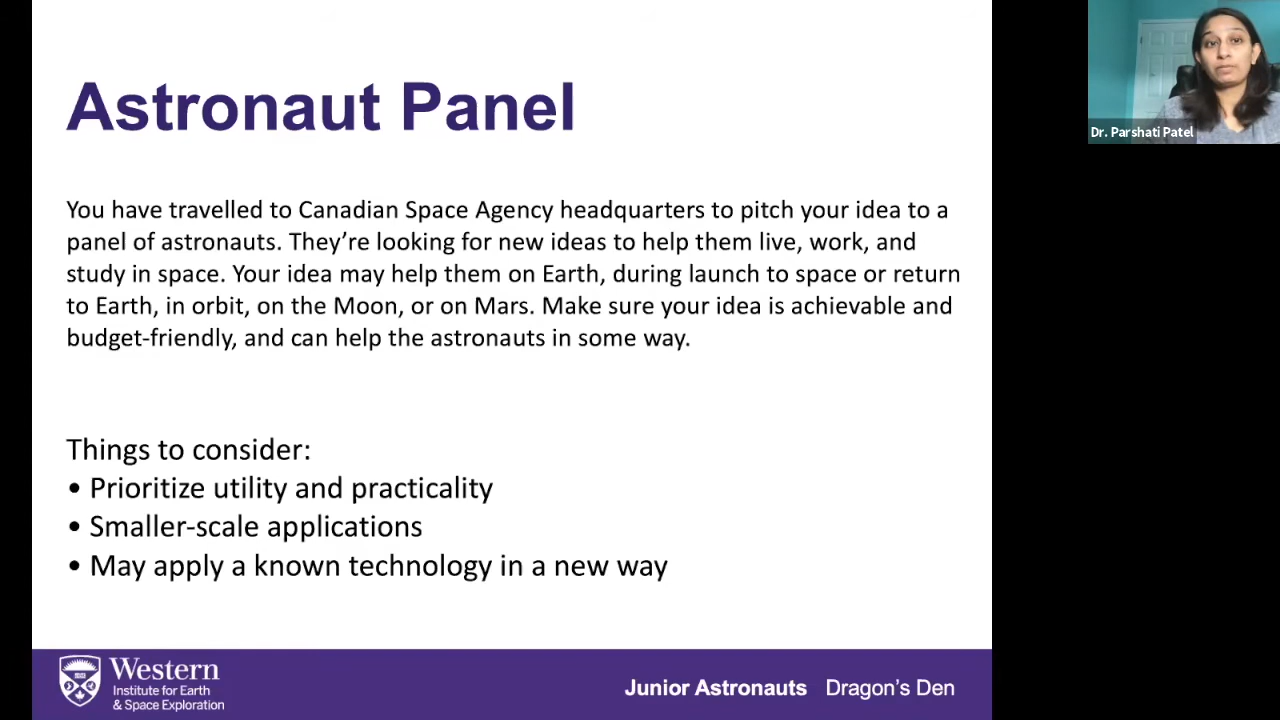 Astronaut Panel
You have travelled to Canadian Space Agency headquarters to pitch your idea to a
panel of astronauts. They’re looking for new ideas to help them live, work, and
study in space. Your idea may help them on Earth, during launch to space or return
to Earth, in orbit, on the Moon, or on Mars. Make sure your idea is achievable and
budget-friendly, and can help the astronauts in some way.
Things to consider:
• Prioritize utility and practicality
• Smaller-scale applications
• May apply a known technology in a new way
Western
Institute for Earth
& Space Exploration
Junior Astronauts Dragon’s Den
Dr. Parshati Patel